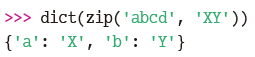 >>> dict(zip('abcd', 'XY'))
{'a': 'X', 'b': 'Y'}